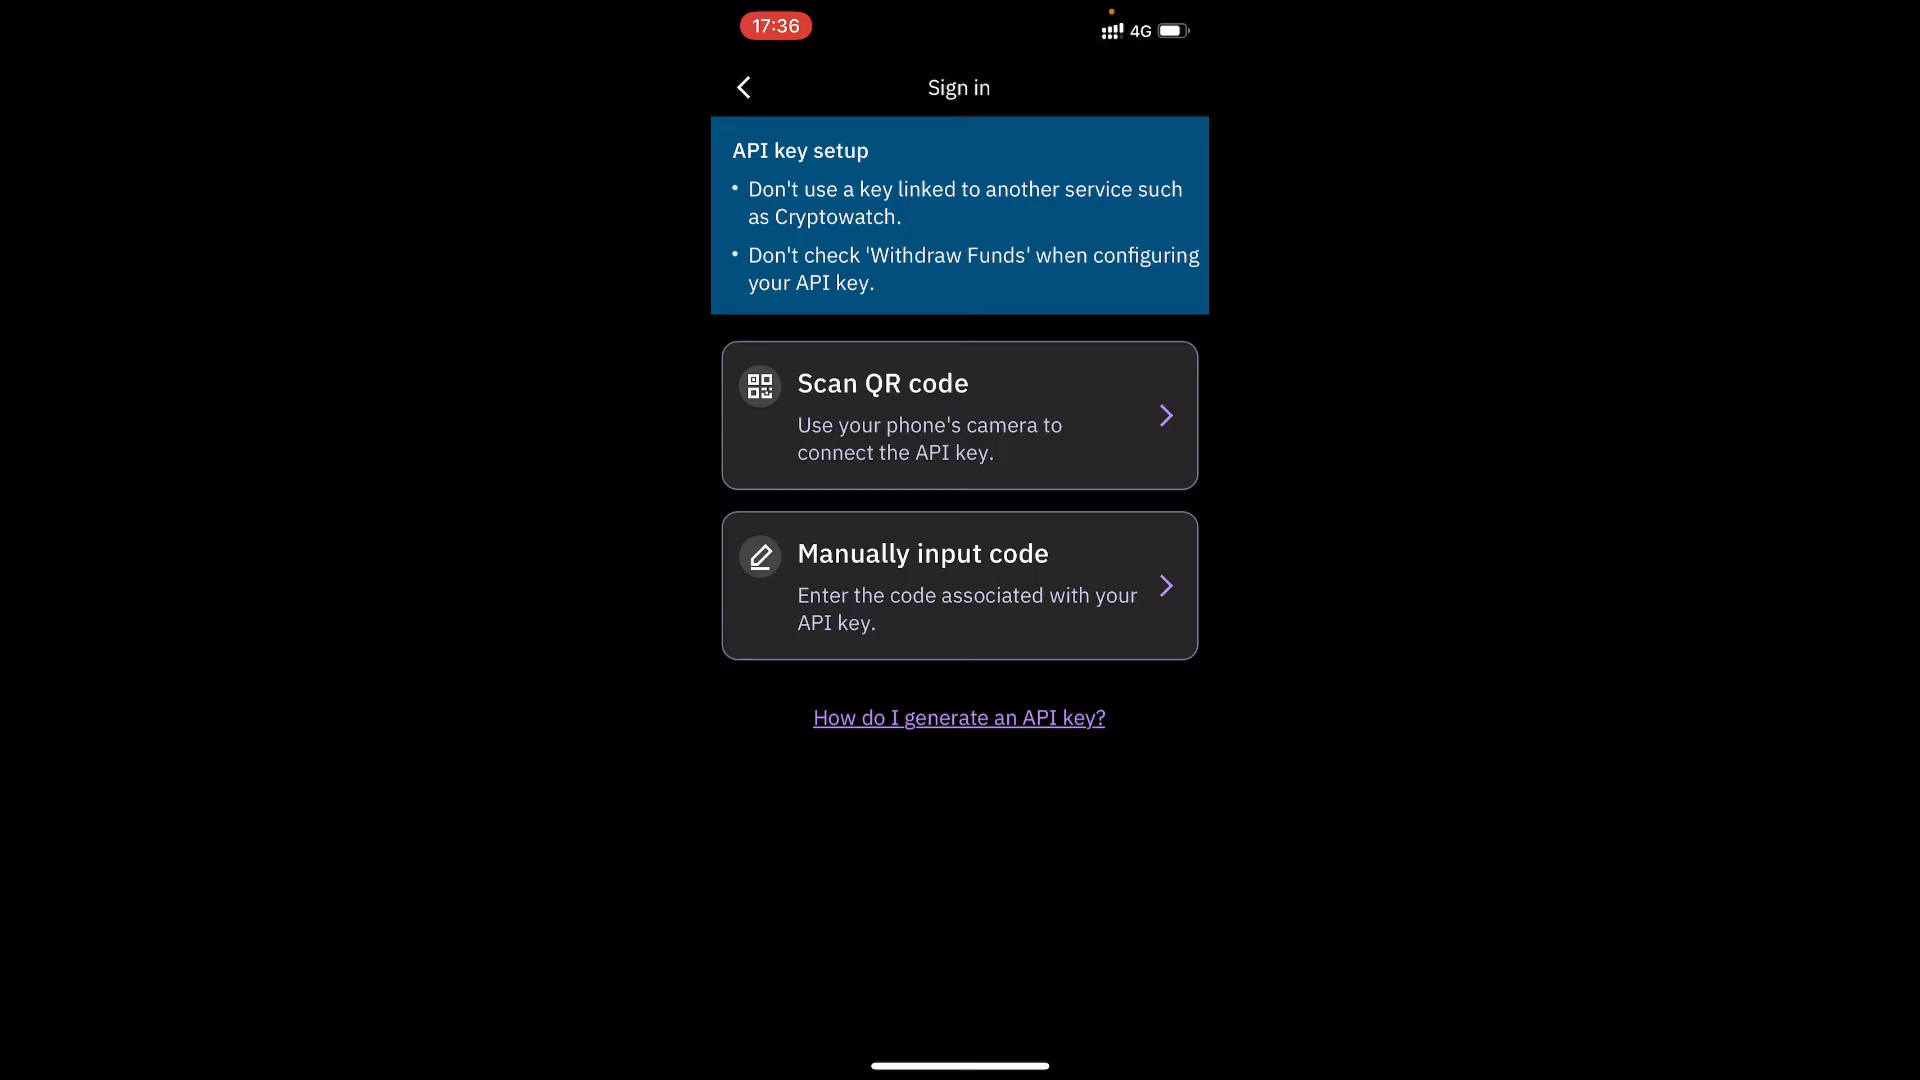 17:36
4G
Sign in
API key setup
• Don't use a key linked to another service such
as Cryptowatch.
• Don't check 'Withdraw Funds' when configuring
your API key.
Scan QR code
Use your phone's camera to
connect the API key.
Manually input code
Enter the code associated with your
API key.
How do I generate an API key?